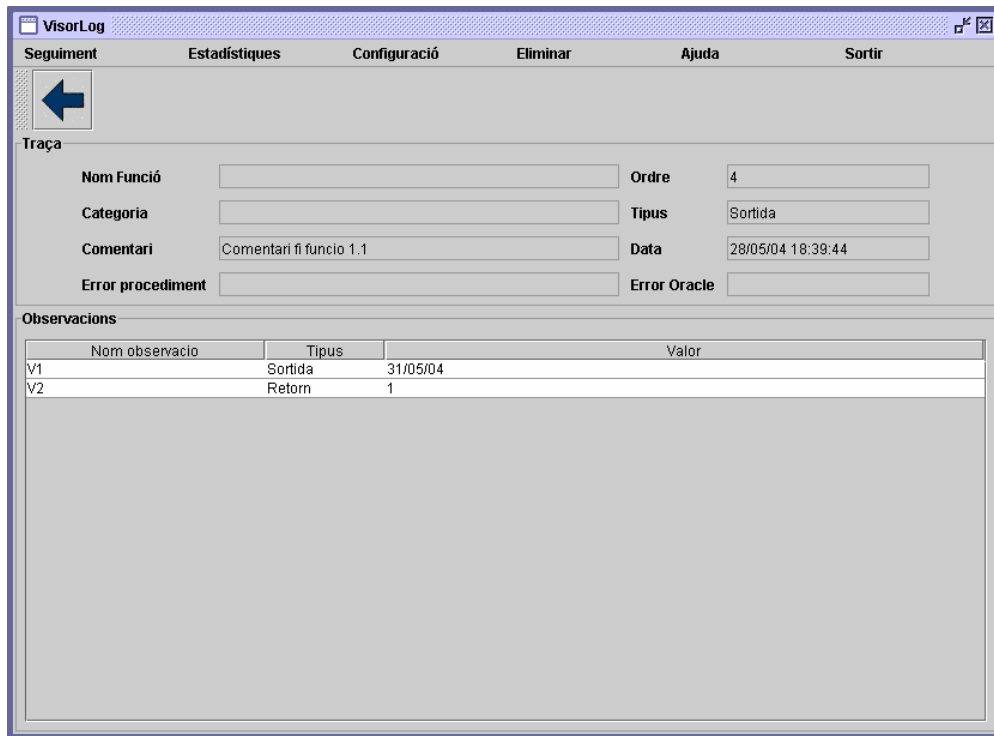 VisorLog
Seguiment Estadístiques Configuració Eliminar Ajuda Sortir
Traça
Nom Funció Ordre 4
Categoria Tipus Sortida
Comentari Comentari fi funcio 1.1 Data 28/05/04 18:39:44
Error procediment Error Oracle
Observacions
Nom observacio Tipus Valor
V1 Sortida 31/05/04
V2 Retorn 1